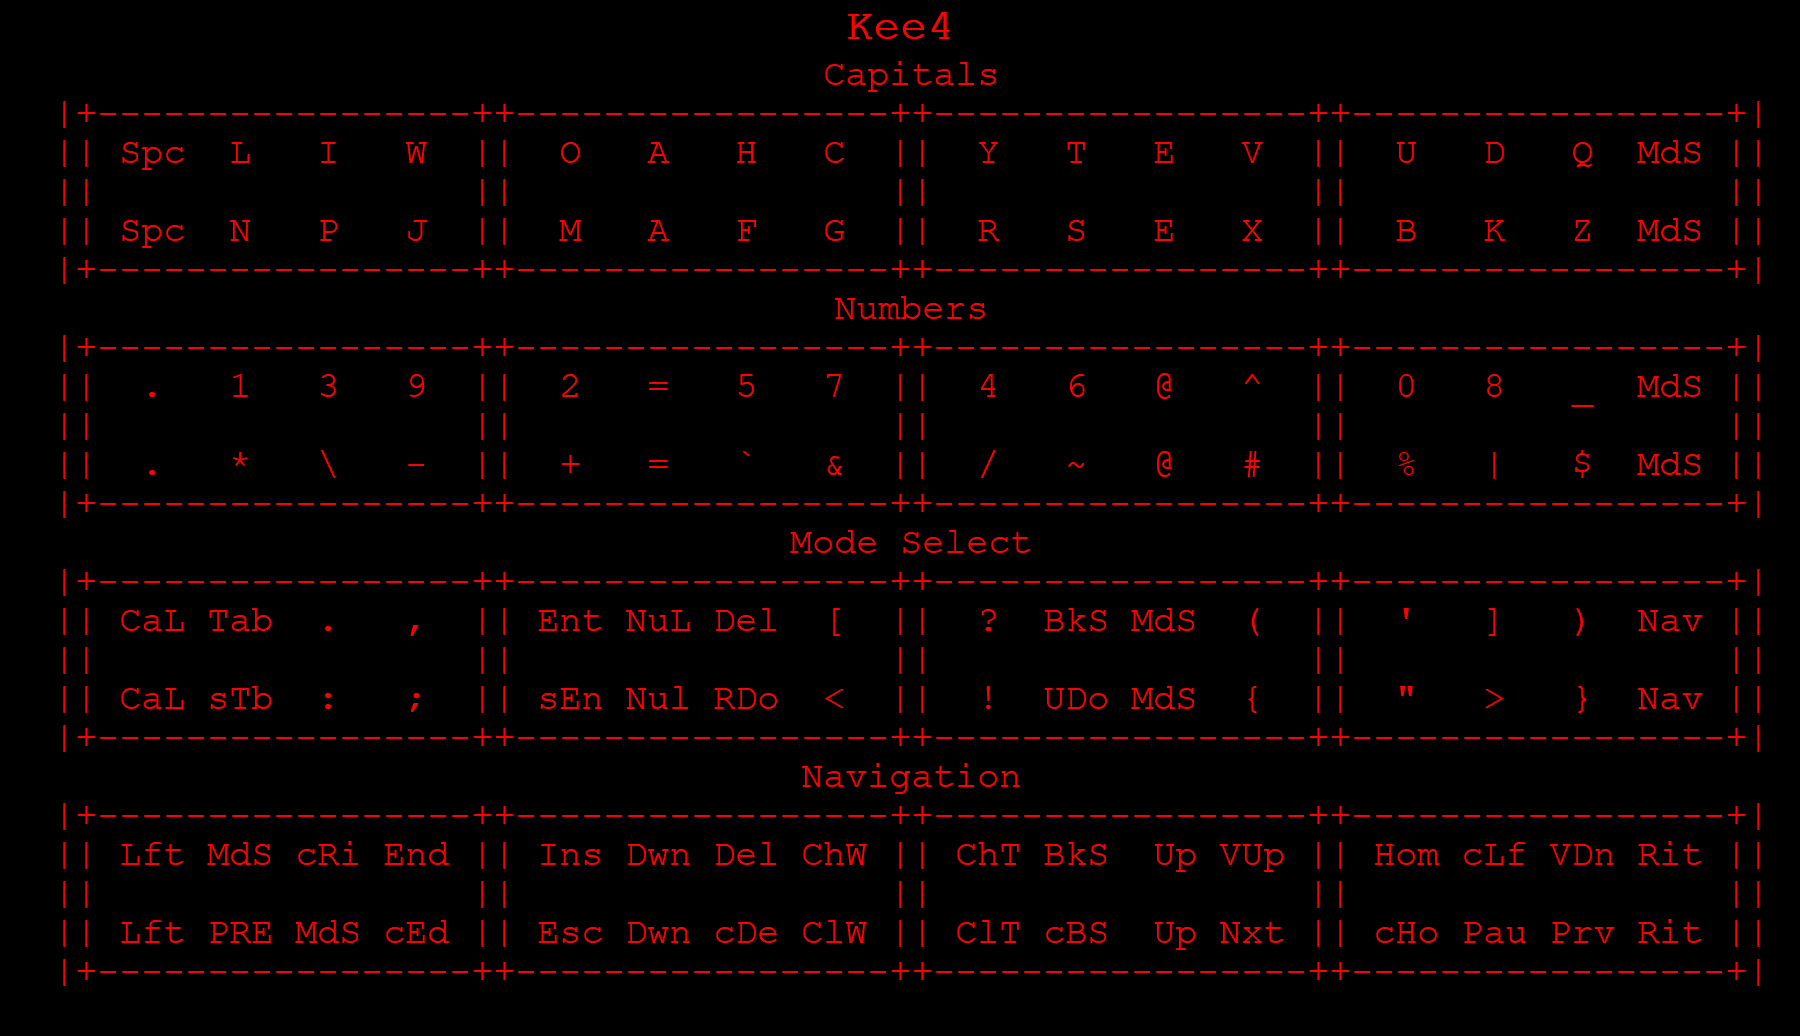 Kee4
Capitals
|+-----------------++-----------------++-----------------++-----------------+|
|| Spc  L   I   W  ||  O   A   H   C  ||  Y   T   E   V  ||  U   D   Q  MdS ||
||                 ||                 ||                 ||                 ||
|| Spc  N   P   J  ||  M   A   F   G  ||  R   S   E   X  ||  B   K   Z  MdS ||
|+-----------------++-----------------++-----------------++-----------------+|
Numbers
|+-----------------++-----------------++-----------------++-----------------+|
||  .   1   3   9  ||  2   =   5   7  ||  4   6   @   ^  ||  0   8   _  MdS ||
||                 ||                 ||                 ||                 ||
||  .   *   \   -  ||  +   =   `   &  ||  /   ~   @   #  ||  %   |   $  MdS ||
|+-----------------++-----------------++-----------------++-----------------+|
Mode Select
|+-----------------++-----------------++-----------------++-----------------+|
|| CaL Tab  .   ,  || Ent NuL Del  [  ||  ?  BkS MdS  (  ||  '   ]   )  Nav ||
||                 ||                 ||                 ||                 ||
|| CaL sTb  :   ;  || sEn Nul RDo  <  ||  !  UDo MdS  {  ||  "   >   }  Nav ||
|+-----------------++-----------------++-----------------++-----------------+|
Navigation
|+-----------------++-----------------++-----------------++-----------------+|
|| Lft MdS cRi End || Ins Dwn Del ChW || ChT BkS  Up VUp || Hom cLf VDn Rit ||
||                 ||                 ||                 ||                 ||
|| Lft PRE MdS cEd || Esc Dwn cDe ClW || ClT cBS  Up Nxt || cHo Pau Prv Rit ||
|+-----------------++-----------------++-----------------++-----------------+|